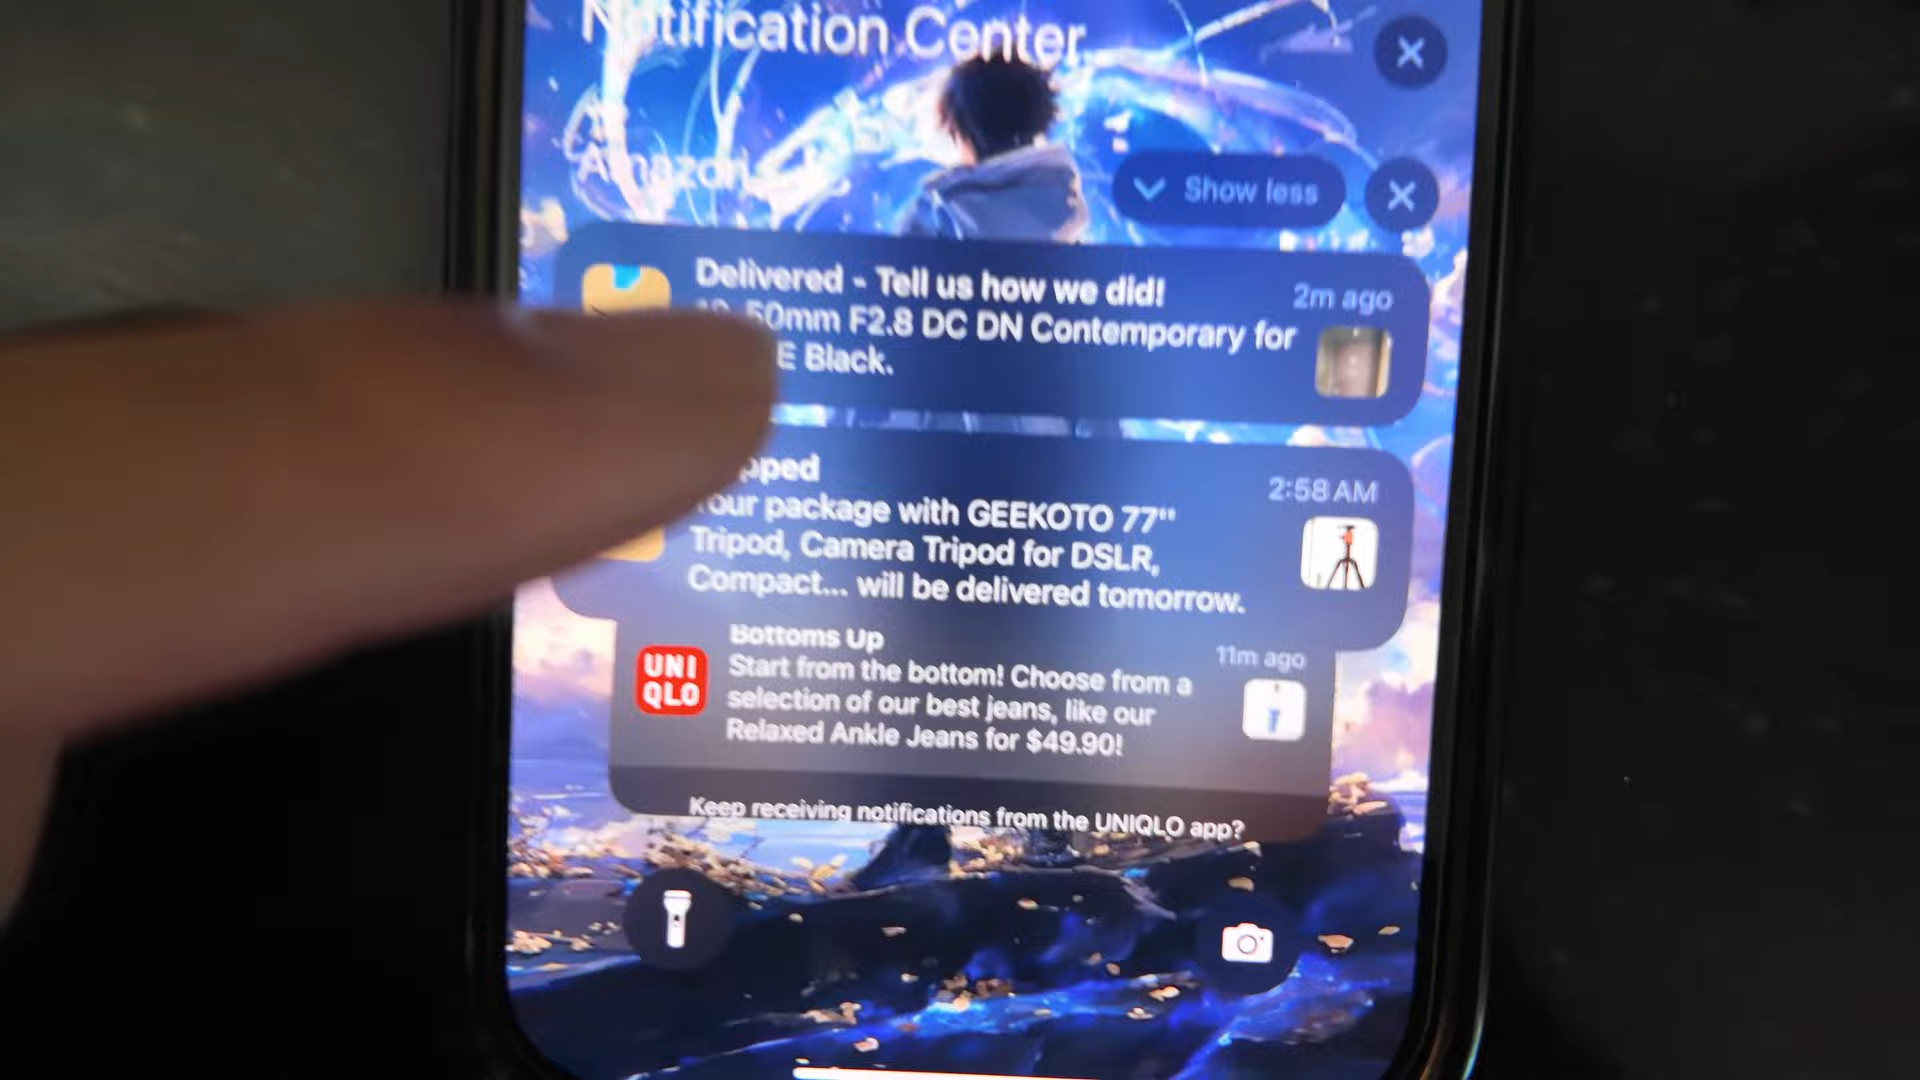 Notification Center
Amazon
Show less
Delivered - Tell us how we did!
2m ago
50mm F2.8 DC DN Contemporary for
E Black.
2:58 AM
package with GEEKOTO 77"
Tripod, Camera Tripod for DSLR,
Compact... will be delivered tomorrow.
Bottoms Up
11m ago
UNI
QLO
Start from the bottom! Choose from a
selection of our best jeans, like our
Relaxed Ankle Jeans for $49.90!
Keep receiving notifications from the UNIQLO app?